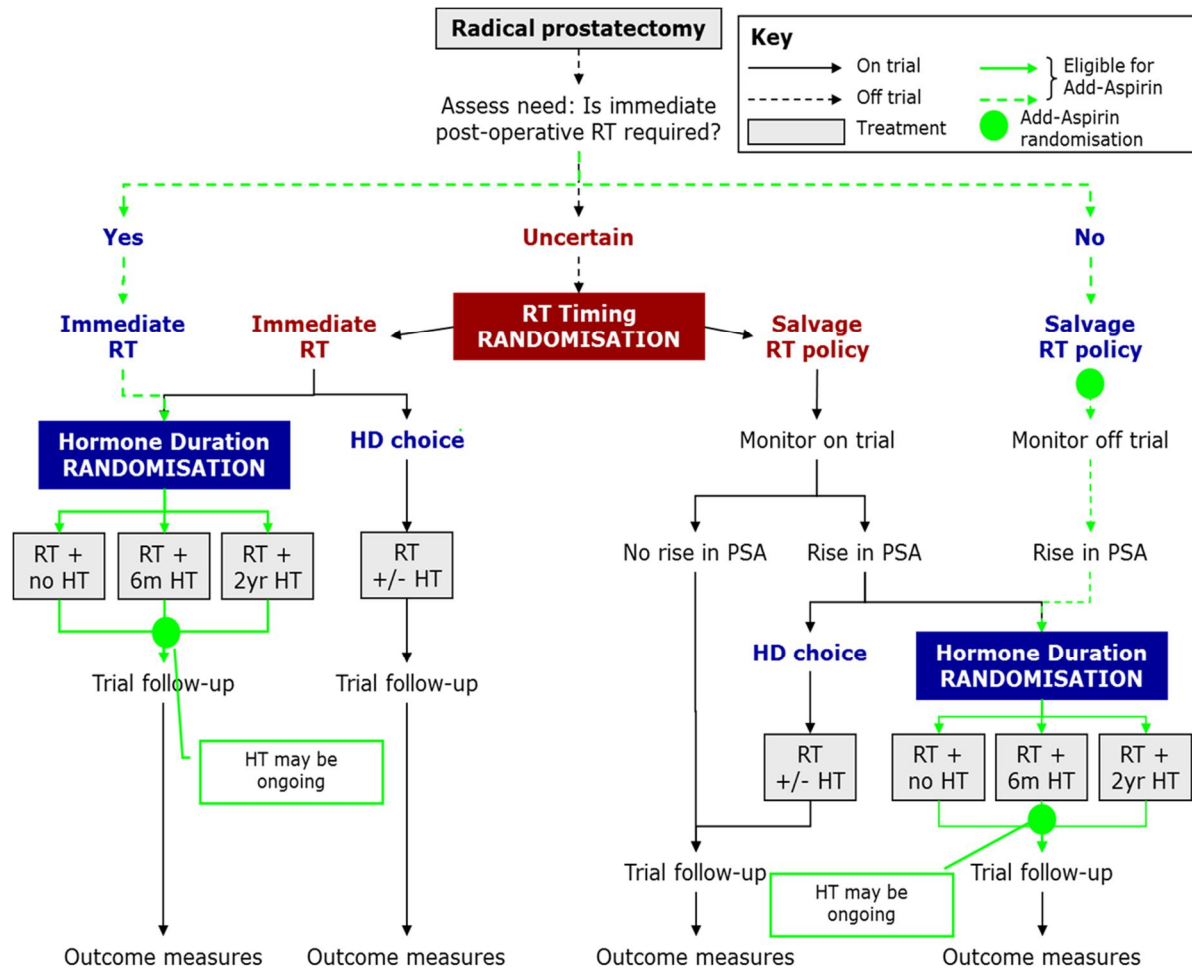 Radical prostatectomy
Key
On trial
Off trial
Treatment
Eligible for
Add-Aspirin
Add-Aspirin
randomisation
Assess need: Is immediate
post-operative RT required?
Yes
Uncertain
No
Immediate
RT
Immediate
RT
RT Timing
RANDOMISATION
Salvage
RT policy
Salvage
RT policy
Hormone Duration
RANDOMISATION
HD choice
Monitor on trial
Monitor off trial
RT +
no HT
RT +
6m HT
RT +
2yr HT
RT
+/- HT
No rise in PSA
Rise in PSA
Rise in PSA
HD choice
Hormone Duration
RANDOMISATION
Trial follow-up
Trial follow-up
HT may be
ongoing
RT
+/- HT
RT +
no HT
RT +
6m HT
RT +
2yr HT
Trial follow-up
Trial follow-up
HT may be
ongoing
Outcome measures
Outcome measures
Outcome measures
Outcome measures